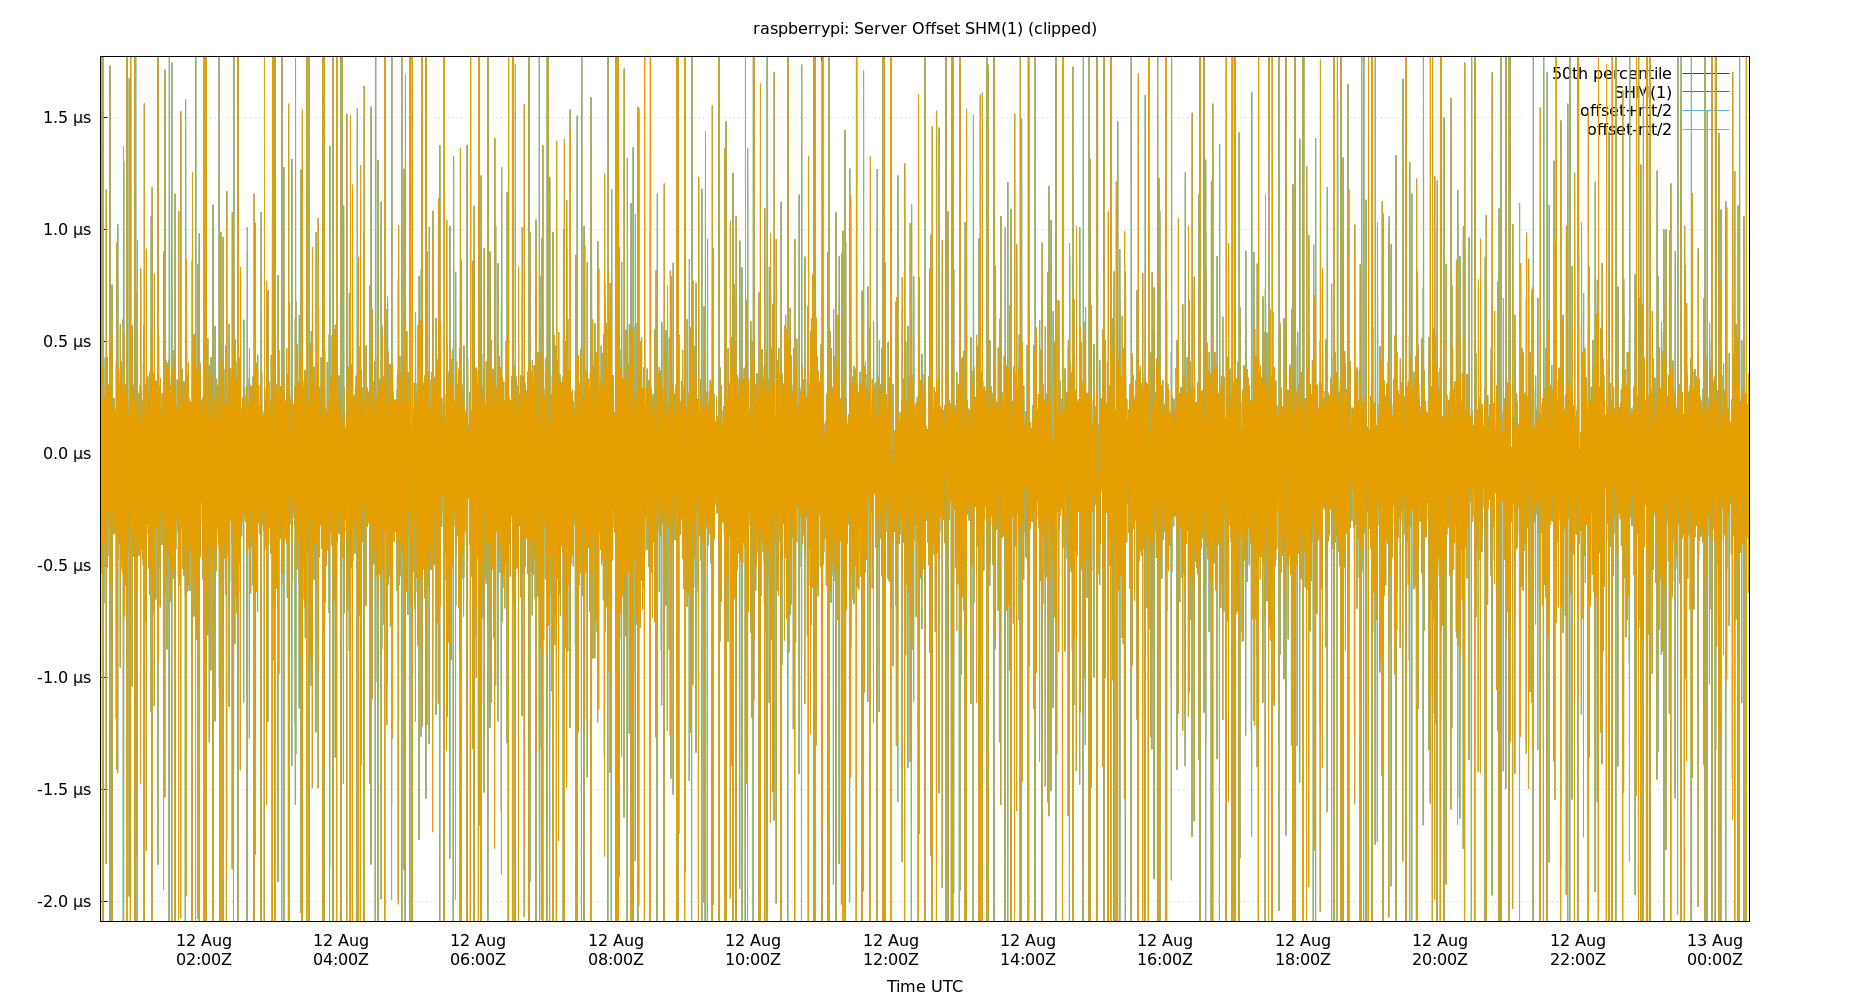 raspberrypi: Server Offset SHM(1) (clipped)
50th percentile
SHM(1)
offset+rtt/2
offset-rtt/2
1.5 µs
1.0 µs
0.5 µs
0.0 µs
-0.5 µs
-1.0 µs
-1.5 µs
-2.0 µs
12 Aug 12 Aug 12 Aug 12 Aug 12 Aug 12 Aug 12 Aug 12 Aug 12 Aug 12 Aug 12 Aug 13 Aug
02:00Z 04:00Z 06:00Z 08:00Z 10:00Z 12:00Z 14:00Z 16:00Z 18:00Z 20:00Z 22:00Z 00:00Z
Time UTC